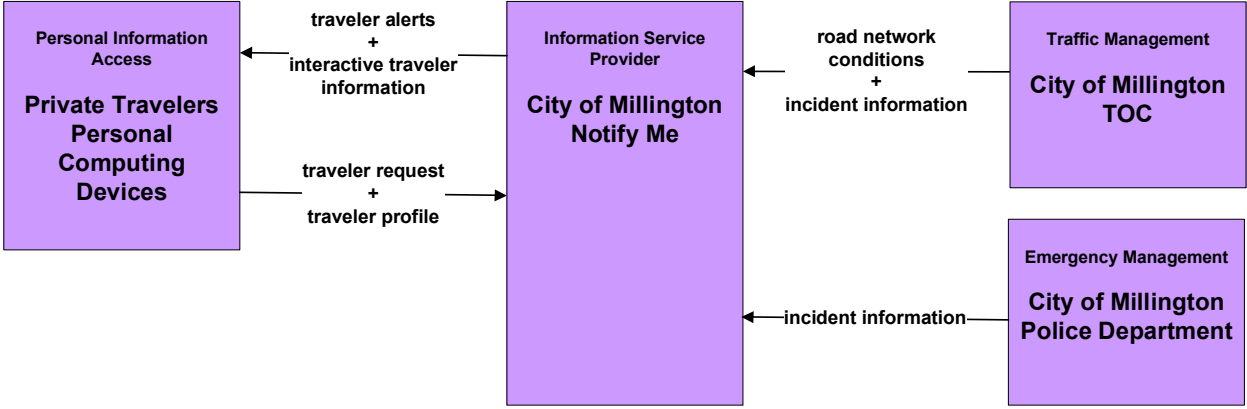 Personal Information
Access
Private Travelers
Personal
Computing
Devices
traveler alerts
+
interactive traveler
information
traveler request
+
traveler profile
Information Service
Provider
City of Millington
Notify Me
road network
conditions
+
incident information
incident information
Traffic Management
City of Millington
TOC
Emergency Management
City of Millington
Police Department